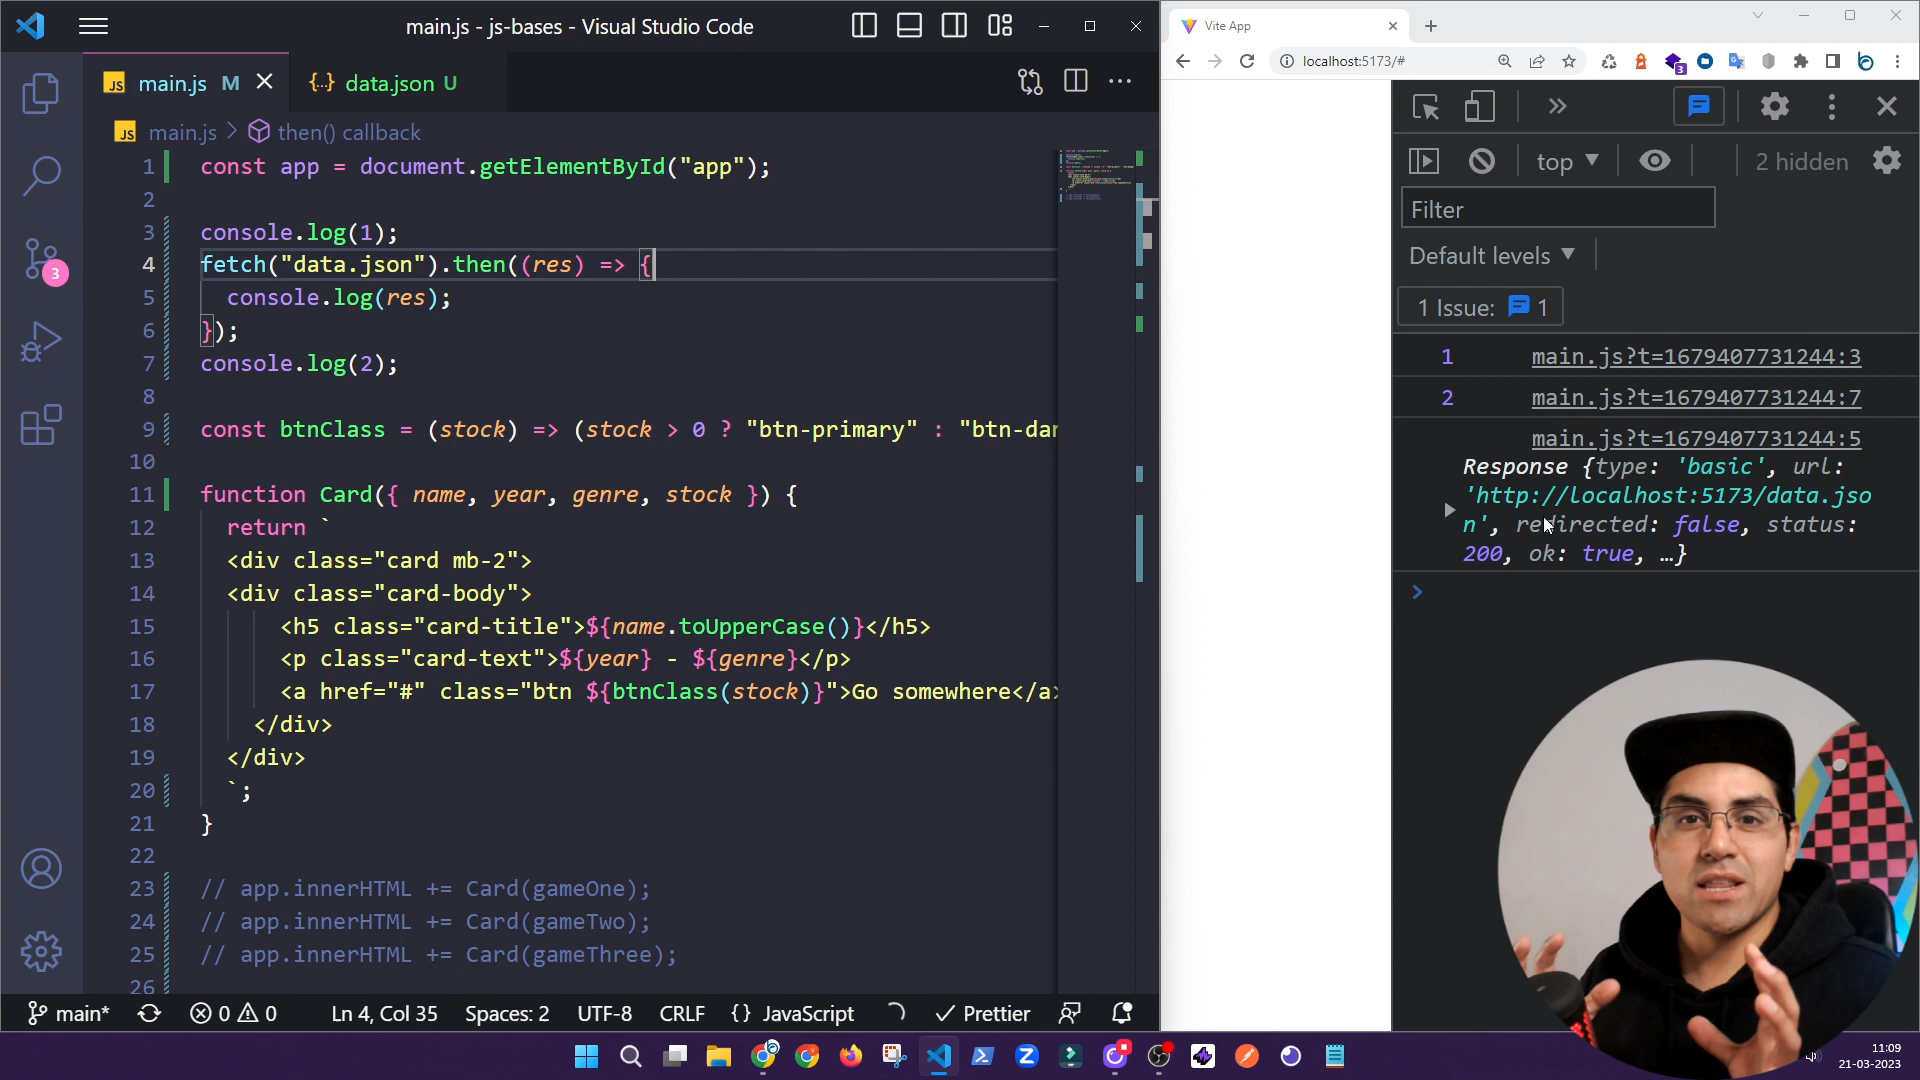 main.js - js-bases - Visual Studio Code
main.js M
data.json U
main.js > then() callback
1 const app = document.getElementById("app");
2
3 console.log(1);
4 fetch("data.json").then((res) => {
5 console.log(res);
6 });
7 console.log(2);
8
9 const btnClass = (stock) => (stock > 0 ? "btn-primary" : "btn-dan
10
11 function Card({ name, year, genre, stock }) {
12 return `
13 <div class="card mb-2">
14 <div class="card-body">
15 <h5 class="card-title">${name.toUpperCase()}</h5>
16 <p class="card-text">${year} - ${genre}</p>
17 <a href="#" class="btn ${btnClass(stock)}">Go somewhere</a>
18 </div>
19 </div>
20 `;
21 }
22
23 // app.innerHTML += Card(gameOne);
24 // app.innerHTML += Card(gameTwo);
25 // app.innerHTML += Card(gameThree);
26
3
main*
0 0
Ln 4, Col 35
Spaces: 2
UTF-8
CRLF
{} JavaScript
Prettier
Vite App
localhost:5173/#
3
top
2 hidden
Filter
Default levels
1 Issue: 1
1 main.js?t=1679407731244:3
2 main.js?t=1679407731244:7
main.js?t=1679407731244:5
Response {type: 'basic', url:
'http://localhost:5173/data.jso
n', redirected: false, status:
200, ok: true, …}
11:09
21-03-2023